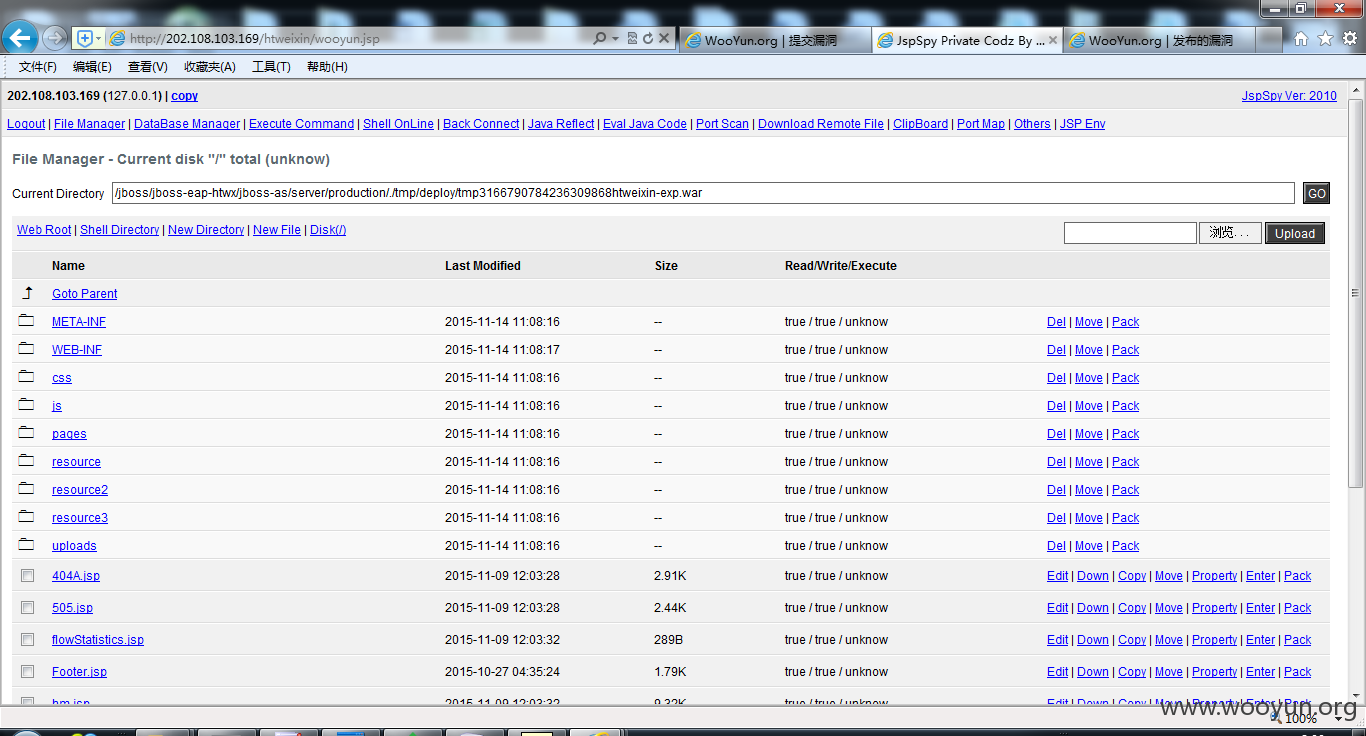 http://202.108.103.169/htweixin/wooyun.jsp
WooYun.org | 提交漏洞
JspSpy Private Codz By ...
WooYun.org | 发布的漏洞
文件(F) 编辑(E) 查看(V) 收藏夹(A) 工具(T) 帮助(H)
202.108.103.169 (127.0.0.1) | copy JspSpy Ver: 2010
Logout | File Manager | DataBase Manager | Execute Command | Shell OnLine | Back Connect | Java Reflect | Eval Java Code | Port Scan | Download Remote File | ClipBoard | Port Map | Others | JSP Env
File Manager - Current disk "/" total (unknow)
Current Directory /jboss/jboss-eap-htwx/jboss-as/server/production/./tmp/deploy/tmp3166790784236309868htweixin-exp.war GO
Web Root | Shell Directory | New Directory | New File | Disk(/) 浏览... Upload
Name Last Modified Size Read/Write/Execute
Goto Parent
META-INF 2015-11-14 11:08:16 -- true / true / unknow Del | Move | Pack
WEB-INF 2015-11-14 11:08:17 -- true / true / unknow Del | Move | Pack
css 2015-11-14 11:08:16 -- true / true / unknow Del | Move | Pack
js 2015-11-14 11:08:16 -- true / true / unknow Del | Move | Pack
pages 2015-11-14 11:08:16 -- true / true / unknow Del | Move | Pack
resource 2015-11-14 11:08:16 -- true / true / unknow Del | Move | Pack
resource2 2015-11-14 11:08:16 -- true / true / unknow Del | Move | Pack
resource3 2015-11-14 11:08:16 -- true / true / unknow Del | Move | Pack
uploads 2015-11-14 11:08:16 -- true / true / unknow Del | Move | Pack
404A.jsp 2015-11-09 12:03:28 2.91K true / true / unknow Edit | Down | Copy | Move | Property | Enter | Pack
505.jsp 2015-11-09 12:03:28 2.44K true / true / unknow Edit | Down | Copy | Move | Property | Enter | Pack
flowStatistics.jsp 2015-11-09 12:03:32 289B true / true / unknow Edit | Down | Copy | Move | Property | Enter | Pack
Footer.jsp 2015-10-27 04:35:24 1.79K true / true / unknow Edit | Down | Copy | Move | Property | Enter | Pack
hm.jsp 2015-11-09 12:03:32 9.32K true / true / unknow Edit | Down | Copy | Move | Property | Enter | Pack
www.wooyun.org
100%